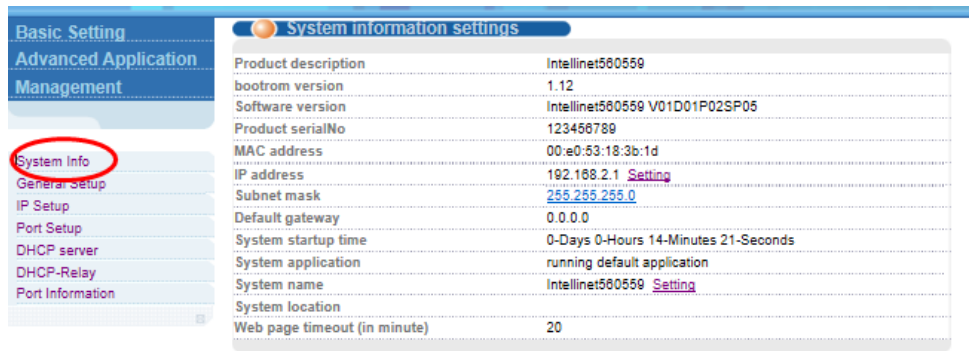 Basic Setting
Advanced Application
Management
System Info
General Setup
IP Setup
Port Setup
DHCP server
DHCP-Relay
Port Information
System information settings
Product description Intellinet560559
bootrom version 1.12
Software version Intellinet560559 V01D01P02SP05
Product serialNo 123456789
MAC address 00:e0:53:18:3b:1d
IP address 192.168.2.1 Setting
Subnet mask 255.255.255.0
Default gateway 0.0.0.0
System startup time 0-Days 0-Hours 14-Minutes 21-Seconds
System application running default application
System name Intellinet560559 Setting
System location
Web page timeout (in minute) 20